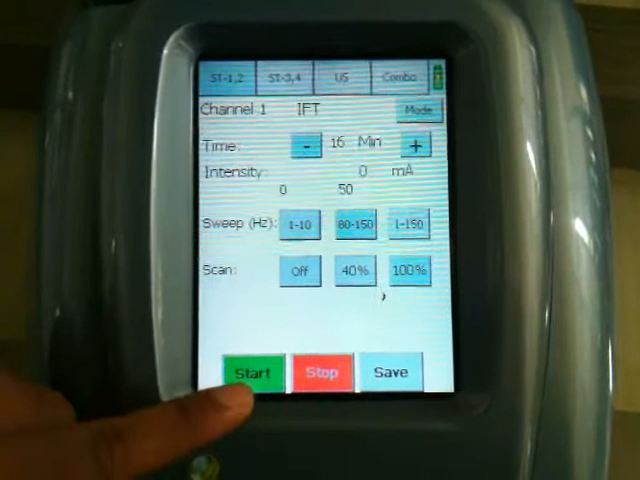 ST-1,2 ST-3,4 US Combo
Channel 1 IFT Mode
Time: - 16 Min +
Intensity: 0 mA
0 50
Sweep (Hz): 1-10 80-150 1-150
Scan: Off 40% 100%
Start Stop Save